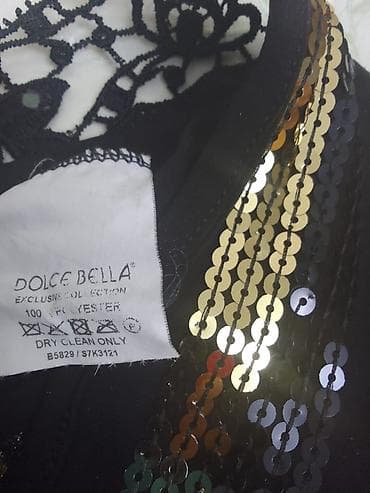 DOLCE BELLA
EXCLUSIVE COLLECTION
100 POLYESTER
DRY CLEAN ONLY
B5829 / S7K3121